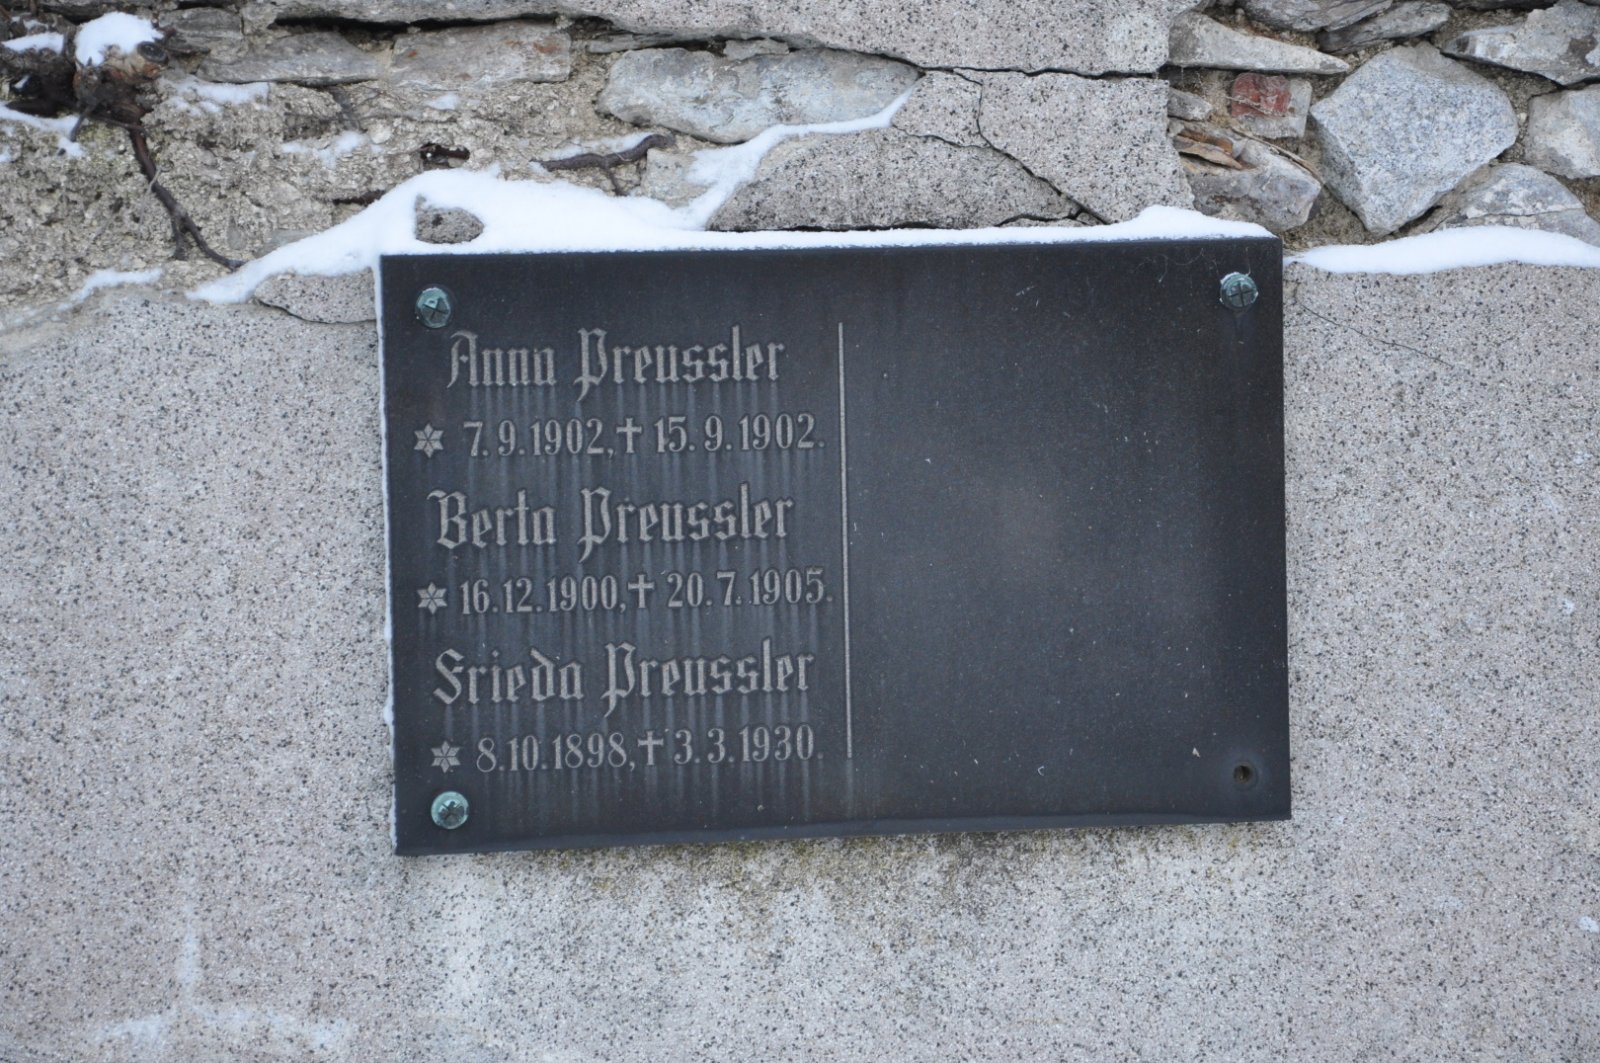 Anna Preussler
* 7.9.1902, † 15.9.1902.
Berta Preussler
* 16.12.1900, † 20.7.1905.
Frieda Preussler
* 8.10.1898, † 3.3.1930.